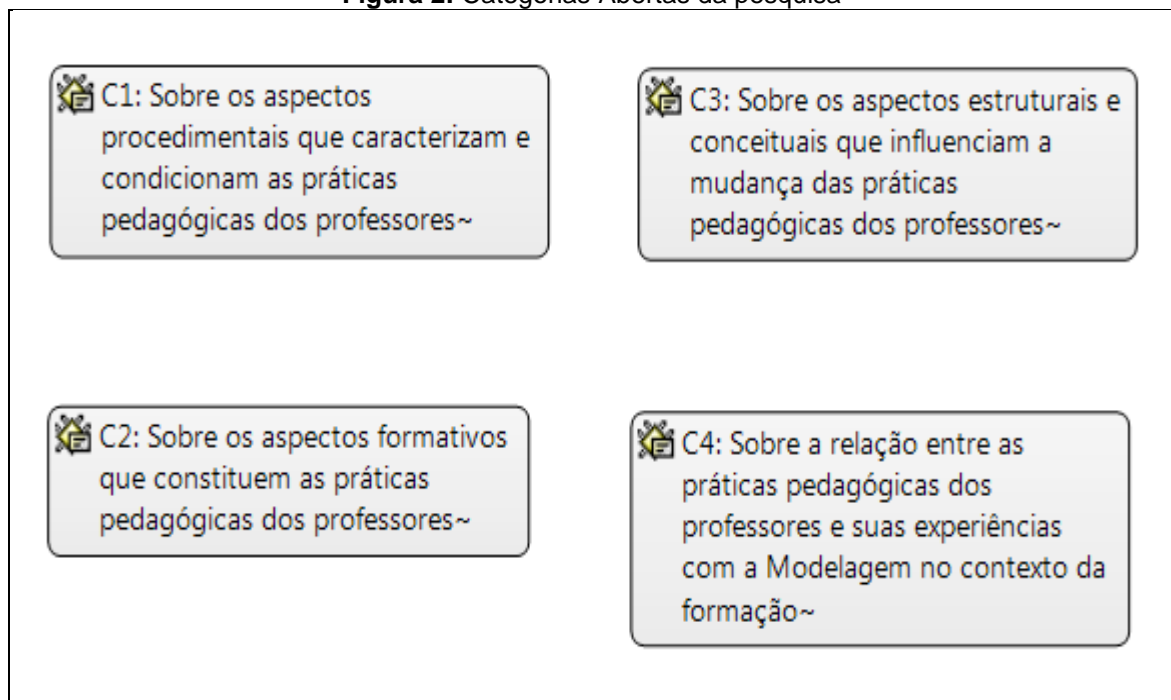 Figura 2. Categorias Abertas da pesquisa
C1: Sobre os aspectos
procedimentais que caracterizam e
condicionam as práticas
pedagógicas dos professores~
C3: Sobre os aspectos estruturais e
conceituais que influenciam a
mudança das práticas
pedagógicas dos professores~
C2: Sobre os aspectos formativos
que constituem as práticas
pedagógicas dos professores~
C4: Sobre a relação entre as
práticas pedagógicas dos
professores e suas experiências
com a Modelagem no contexto da
formação~